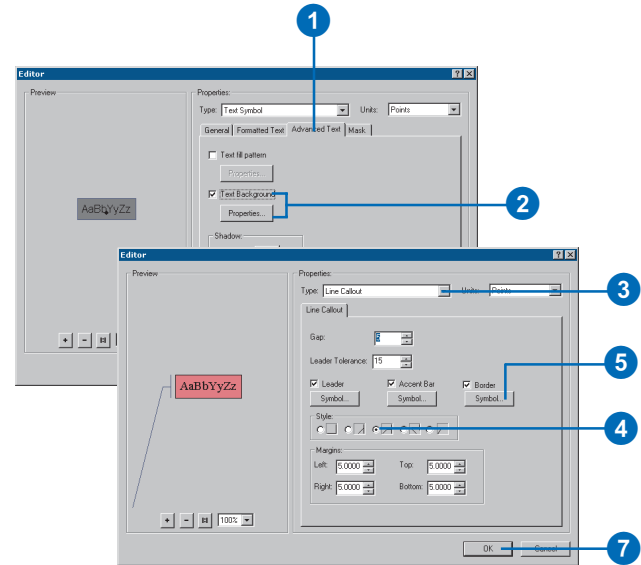 1
Editor
Preview
Properties:
Type: Text Symbol Units: Points
General Formatted Text Advanced Text Mask
Text fill pattern
Properties...
Text Background
Properties...
2
AaBbYyZz
Shadow
Editor
Preview
Properties:
Type: Line Callout Units: Points
3
Line Callout
Gap: 5
Leader Tolerance: 15
5
Leader Accent Bar Border
Symbol... Symbol... Symbol...
AaBbYyZz
Style:
4
Margins:
Left: 5.0000 Top: 5.0000
Right: 5.0000 Bottom: 5.0000
100%
OK Cancel
7